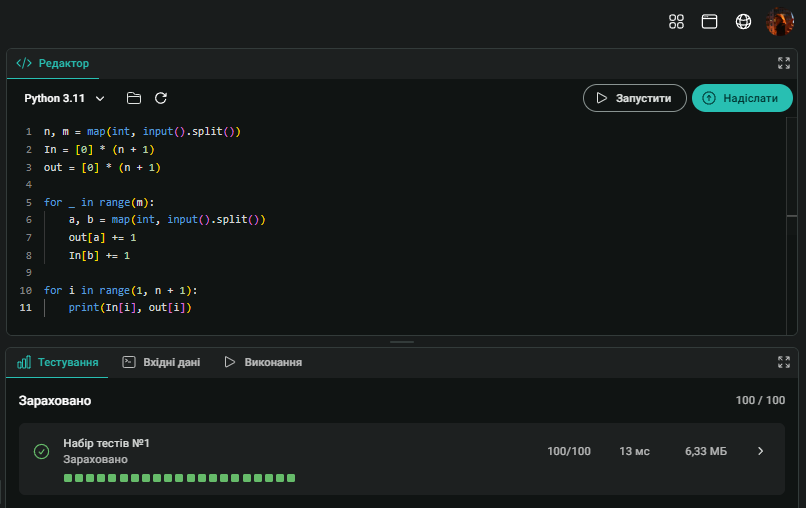 </> Редактор
Python 3.11
Запустити
Надіслати
1 n, m = map(int, input().split())
2 In = [0] * (n + 1)
3 out = [0] * (n + 1)
4
5 for _ in range(m):
6     a, b = map(int, input().split())
7     out[a] += 1
8     In[b] += 1
9
10 for i in range(1, n + 1):
11     print(In[i], out[i])
Тестування Вхідні дані Виконання
Зараховано 100 / 100
Набір тестів №1
Зараховано
100/100 13 мс 6,33 МБ